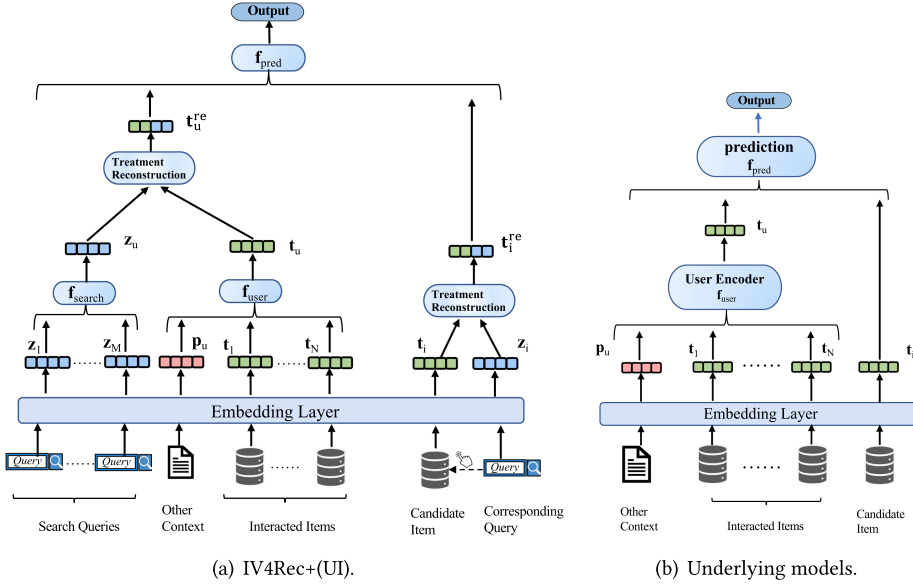 Output
f_pred
t_u^re
Treatment
Reconstruction
z_u
t_u
t_i^re
f_search
f_user
Treatment
Reconstruction
z_1 ...... z_M p_u t_1 ...... t_N t_i z_i
Embedding Layer
Query ...... Query ...... Query
Search Queries
Other
Context
Interacted Items
Candidate
Item
Corresponding
Query
(a) IV4Rec+(UI).
Output
prediction
f_pred
t_u
User Encoder
f_user
p_u t_1 ...... t_N t_i
Embedding Layer
......
Other
Context
Interacted Items
Candidate
Item
(b) Underlying models.